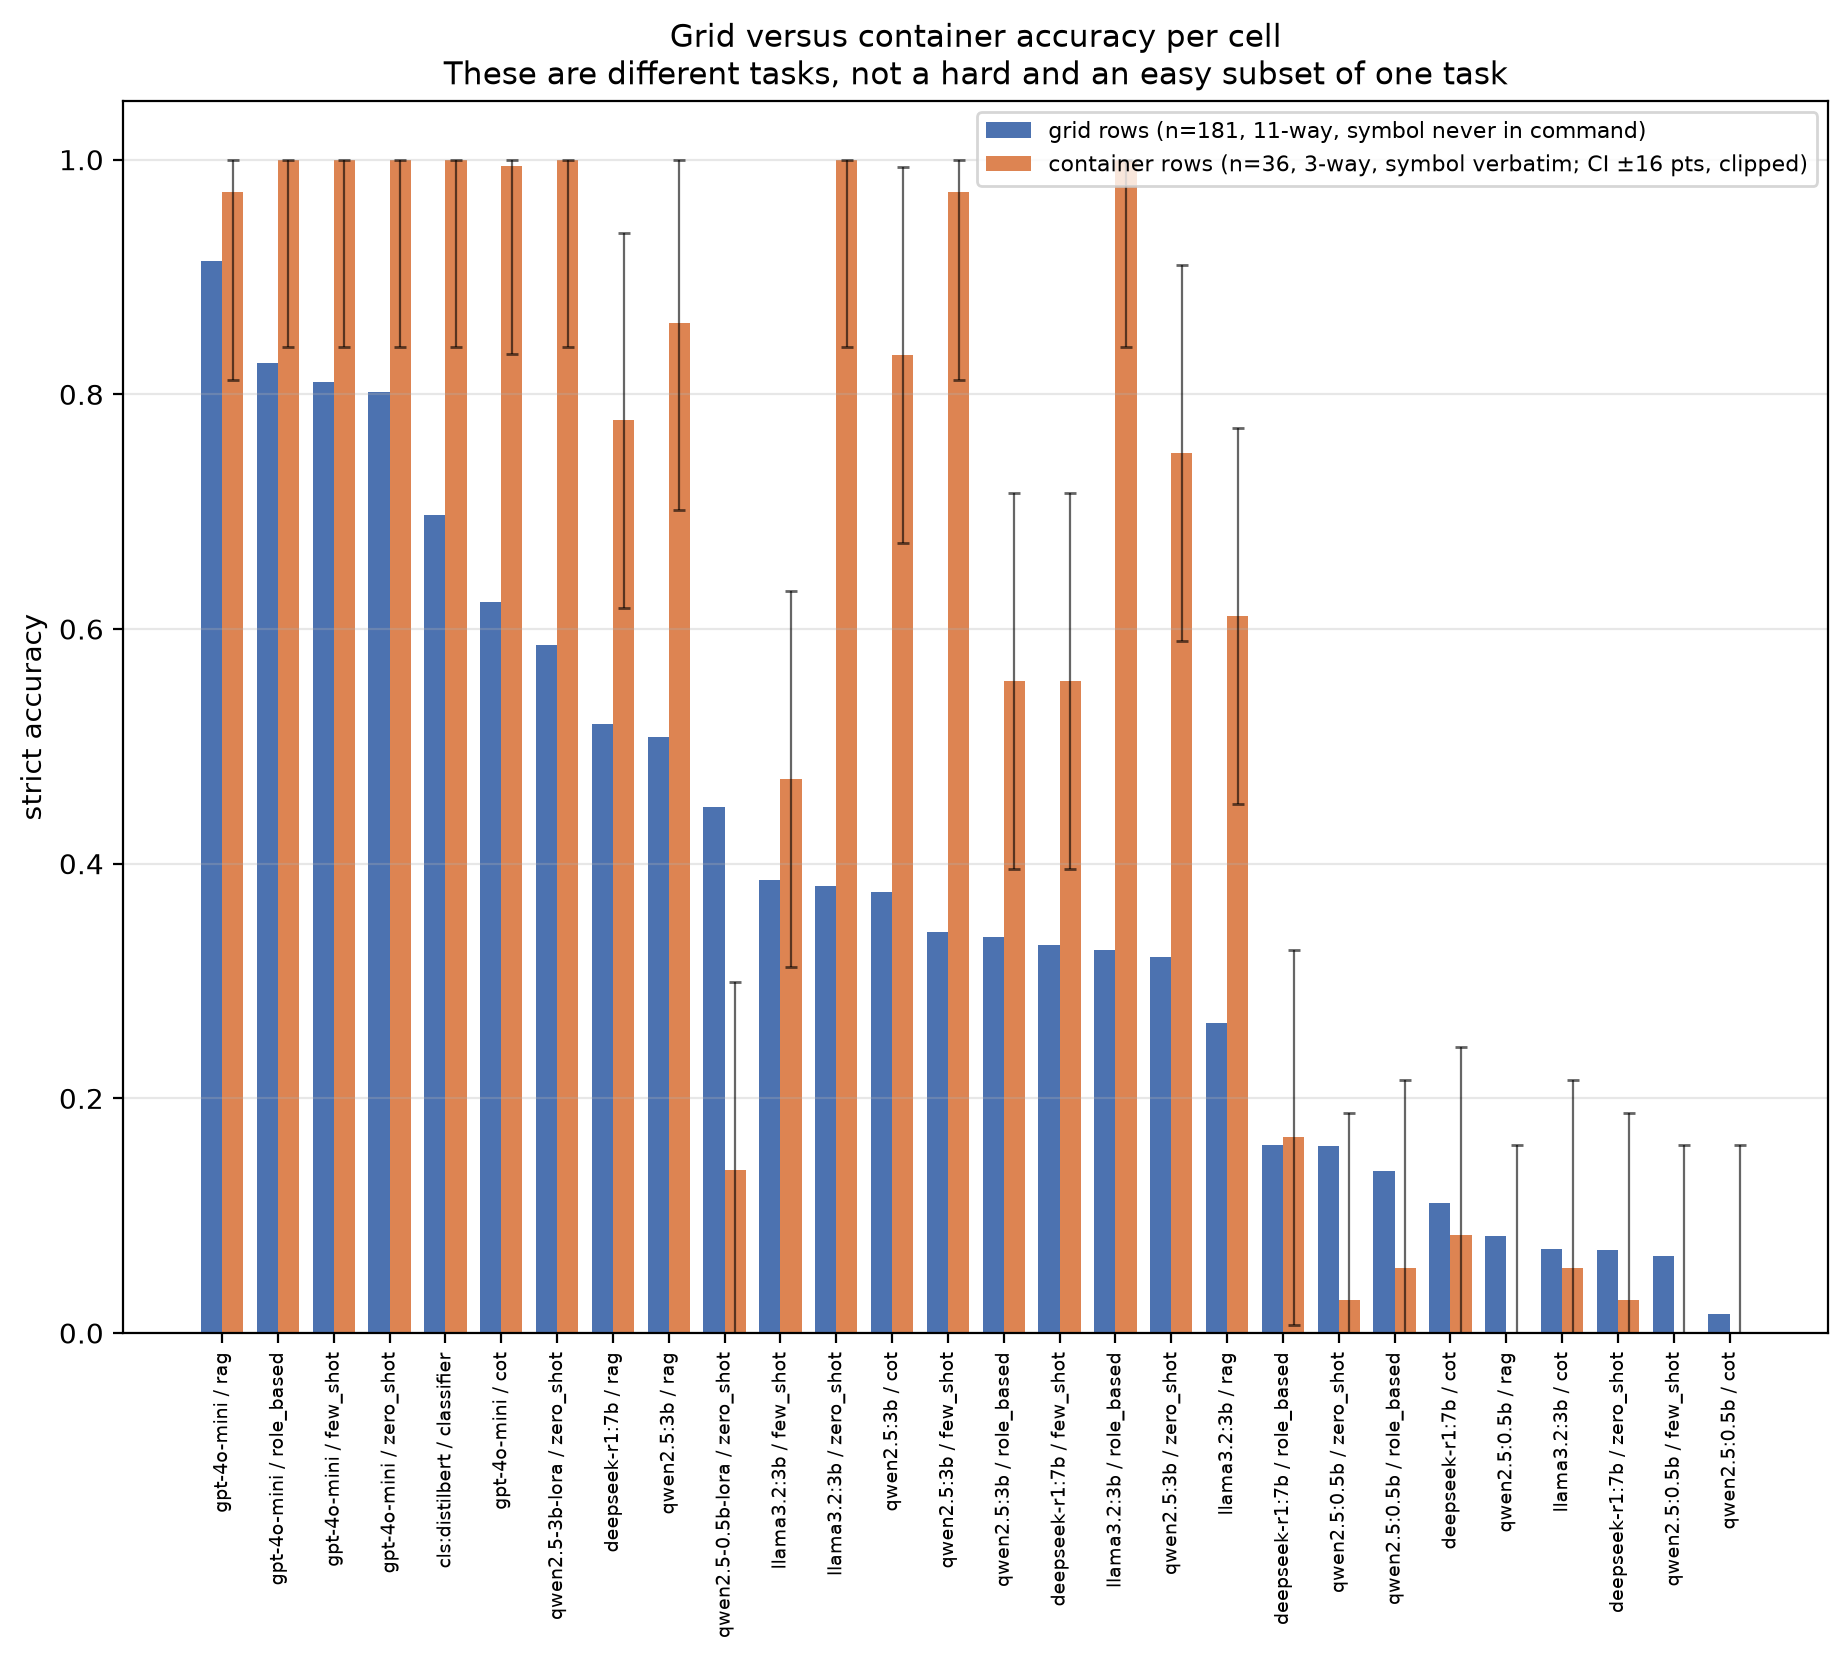 Grid versus container accuracy per cell
These are different tasks, not a hard and an easy subset of one task
grid rows (n=181, 11-way, symbol never in command)
container rows (n=36, 3-way, symbol verbatim; CI ±16 pts, clipped)
strict accuracy
1.0
0.8
0.6
0.4
0.2
0.0
gpt-4o-mini / rag
gpt-4o-mini / role_based
gpt-4o-mini / few_shot
gpt-4o-mini / zero_shot
cls:distilbert / classifier
gpt-4o-mini / cot
qwen2.5-3b-lora / zero_shot
deepseek-r1:7b / rag
qwen2.5:3b / rag
qwen2.5-0.5b-lora / zero_shot
llama3.2:3b / few_shot
llama3.2:3b / zero_shot
qwen2.5:3b / cot
qwen2.5:3b / few_shot
qwen2.5:3b / role_based
deepseek-r1:7b / few_shot
llama3.2:3b / role_based
qwen2.5:3b / zero_shot
llama3.2:3b / rag
deepseek-r1:7b / role_based
qwen2.5:0.5b / zero_shot
qwen2.5:0.5b / role_based
deepseek-r1:7b / cot
qwen2.5:0.5b / rag
llama3.2:3b / cot
deepseek-r1:7b / zero_shot
qwen2.5:0.5b / few_shot
qwen2.5:0.5b / cot